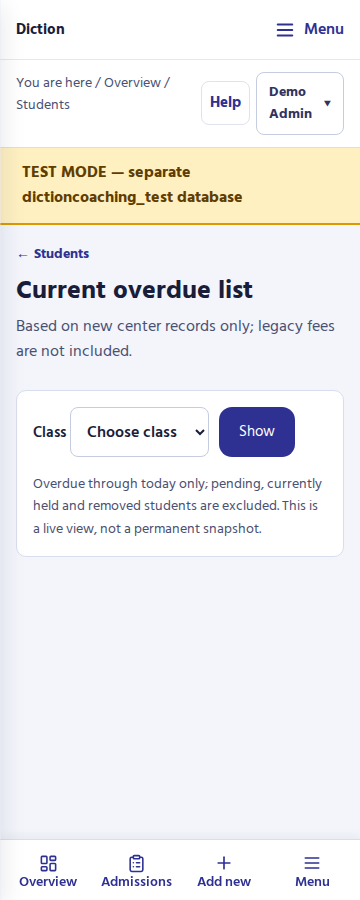 Diction
Menu
You are here / Overview /
Students
Help
Demo
Admin
TEST MODE — separate
dictioncoaching_test database
← Students
Current overdue list
Based on new center records only; legacy fees
are not included.
Class
Choose class
Show
Overdue through today only; pending, currently
held and removed students are excluded. This is
a live view, not a permanent snapshot.
Overview
Admissions
Add new
Menu